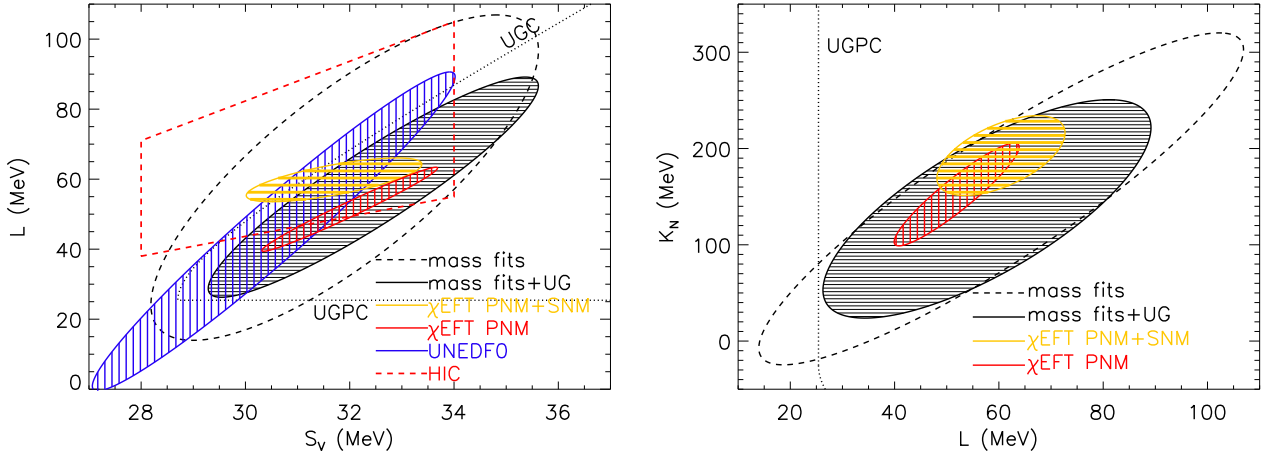 L (MeV)
100
80
60
40
20
0
28
30
32
34
36
S_V (MeV)
UGC
UGPC
mass fits
mass fits+UG
χEFT PNM+SNM
χEFT PNM
UNEDF0
HIC
K_N (MeV)
300
200
100
0
20
40
60
80
100
L (MeV)
UGPC
mass fits
mass fits+UG
χEFT PNM+SNM
χEFT PNM